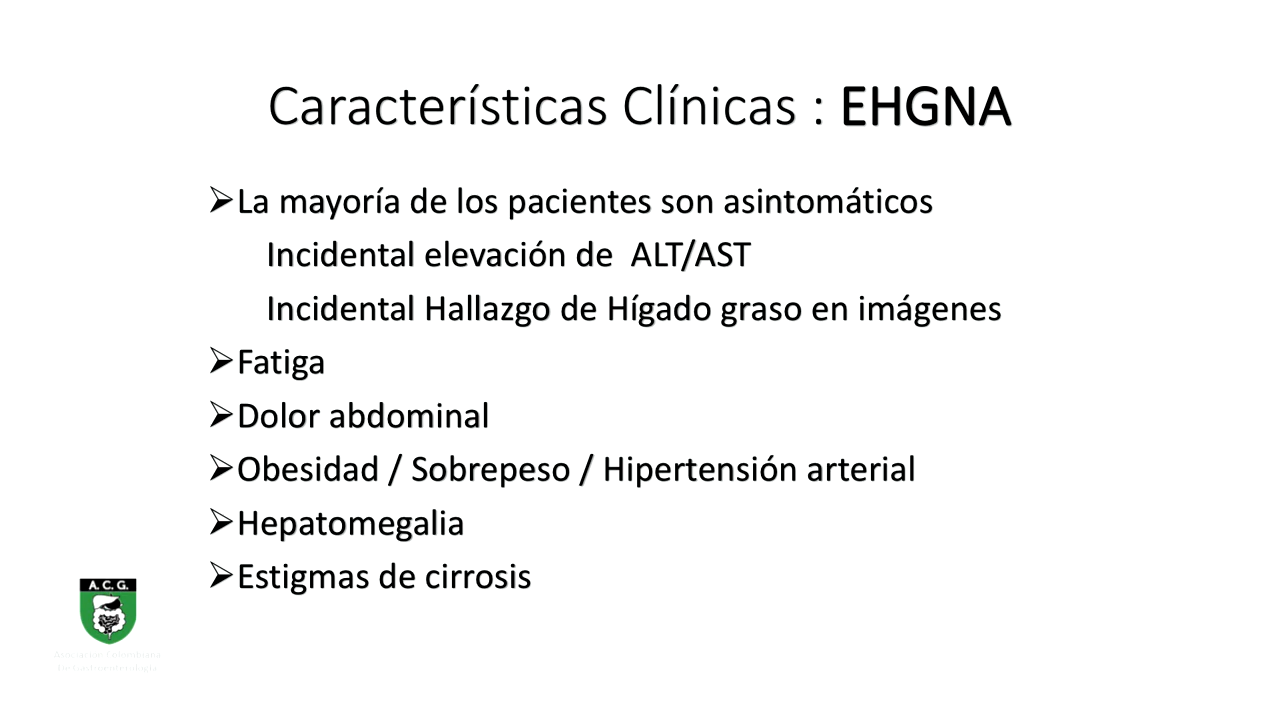 Características Clínicas : EHGNA
➢La mayoría de los pacientes son asintomáticos
Incidental elevación de ALT/AST
Incidental Hallazgo de Hígado graso en imágenes
➢Fatiga
➢Dolor abdominal
➢Obesidad / Sobrepeso / Hipertensión arterial
➢Hepatomegalia
➢Estigmas de cirrosis
A. C. G.